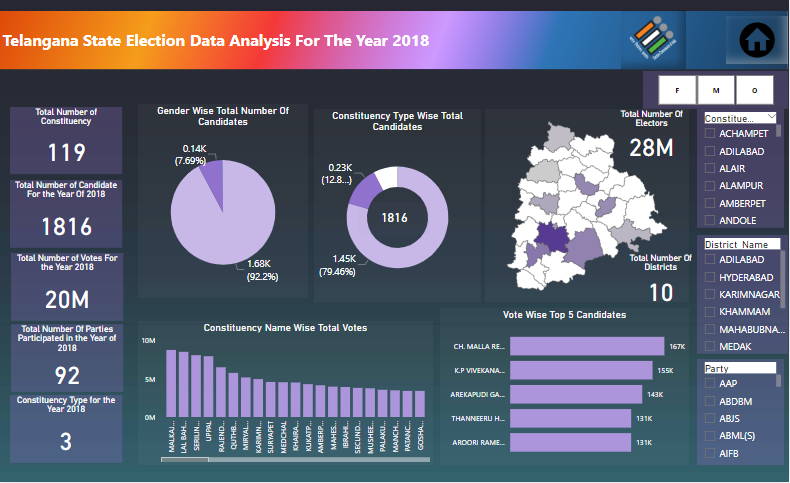 Telangana State Election Data Analysis For The Year 2018
F M O
Total Number of
Constituency
119
Total Number of Candidate
For the Year Of 2018
1816
Total Number of Votes For
the Year 2018
20M
Total Number Of Parties
Participated in the Year of
2018
92
Constituency Type for the
Year 2018
3
Gender Wise Total Number Of
Candidates
0.14K
(7.69%)
1.68K
(92.2%)
Constituency Type Wise Total
Candidates
0.23K
(12.8...)
1816
1.45K
(79.46%)
Total Number Of
Electors
28M
Total Number Of
Districts
10
Constituency Name Wise Total Votes
10M
5M
0M
MALKAJ...
LAL BAH...
SERILIN...
UPPAL
RAJEND...
QUTHB...
MIRYAL...
KARIMN...
SURYAPET
MEDCHAL
KHAIRA...
KUKATP...
AMBERP...
MAHES...
IBRAHI...
SECUND...
MUSHEE...
PALAKU...
MANCH...
PATANC...
GOSHA...
Vote Wise Top 5 Candidates
CH. MALLA RE... 167K
K.P VIVEKANA... 155K
AREKAPUDI GA... 143K
THANNEERU H... 131K
AROORI RAME... 131K
Constitue...
ACHAMPET
ADILABAD
ALAIR
ALAMPUR
AMBERPET
ANDOLE
District_Name
ADILABAD
HYDERABAD
KARIMNAGAR
KHAMMAM
MAHABUBNA...
MEDAK
Party
AAP
ABDBM
ABJS
ABML(S)
AIFB